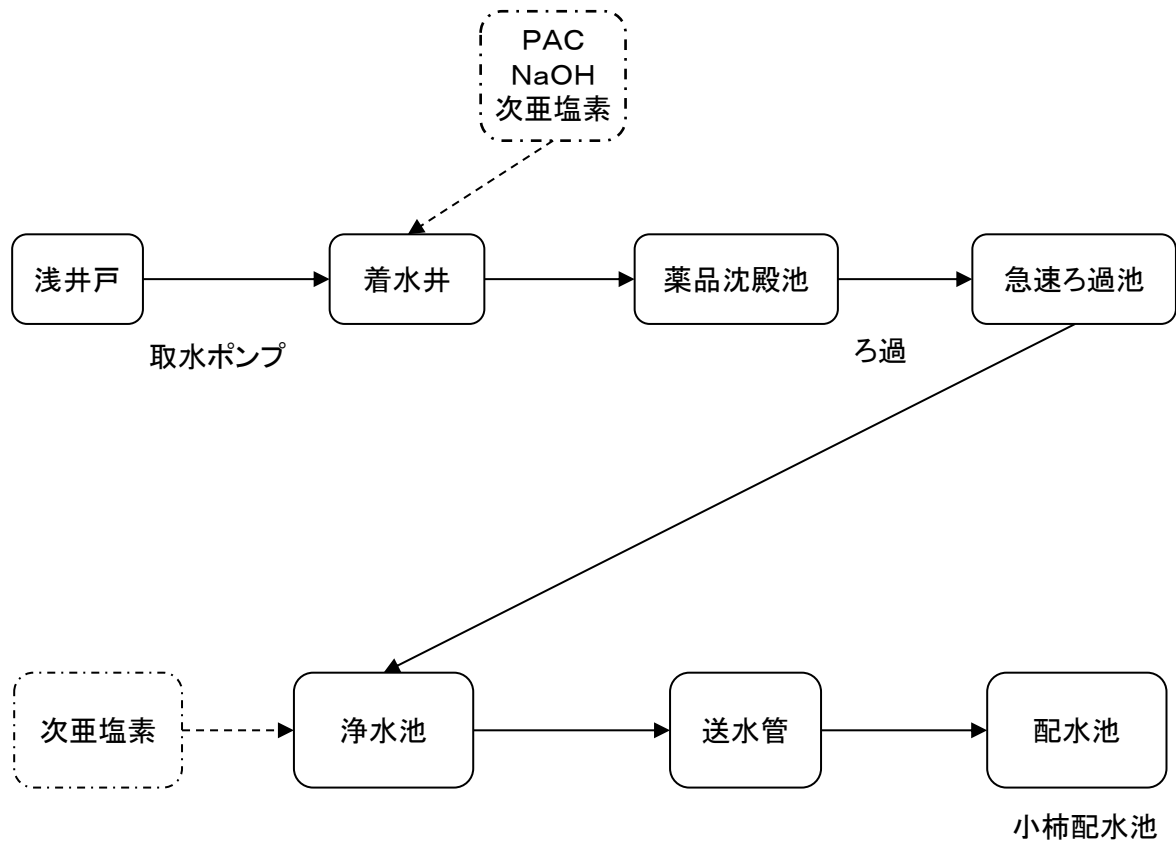 PAC
NaOH
次亜塩素
浅井戸
着水井
薬品沈殿池
急速ろ過池
取水ポンプ
ろ過
次亜塩素
浄水池
送水管
配水池
小柿配水池